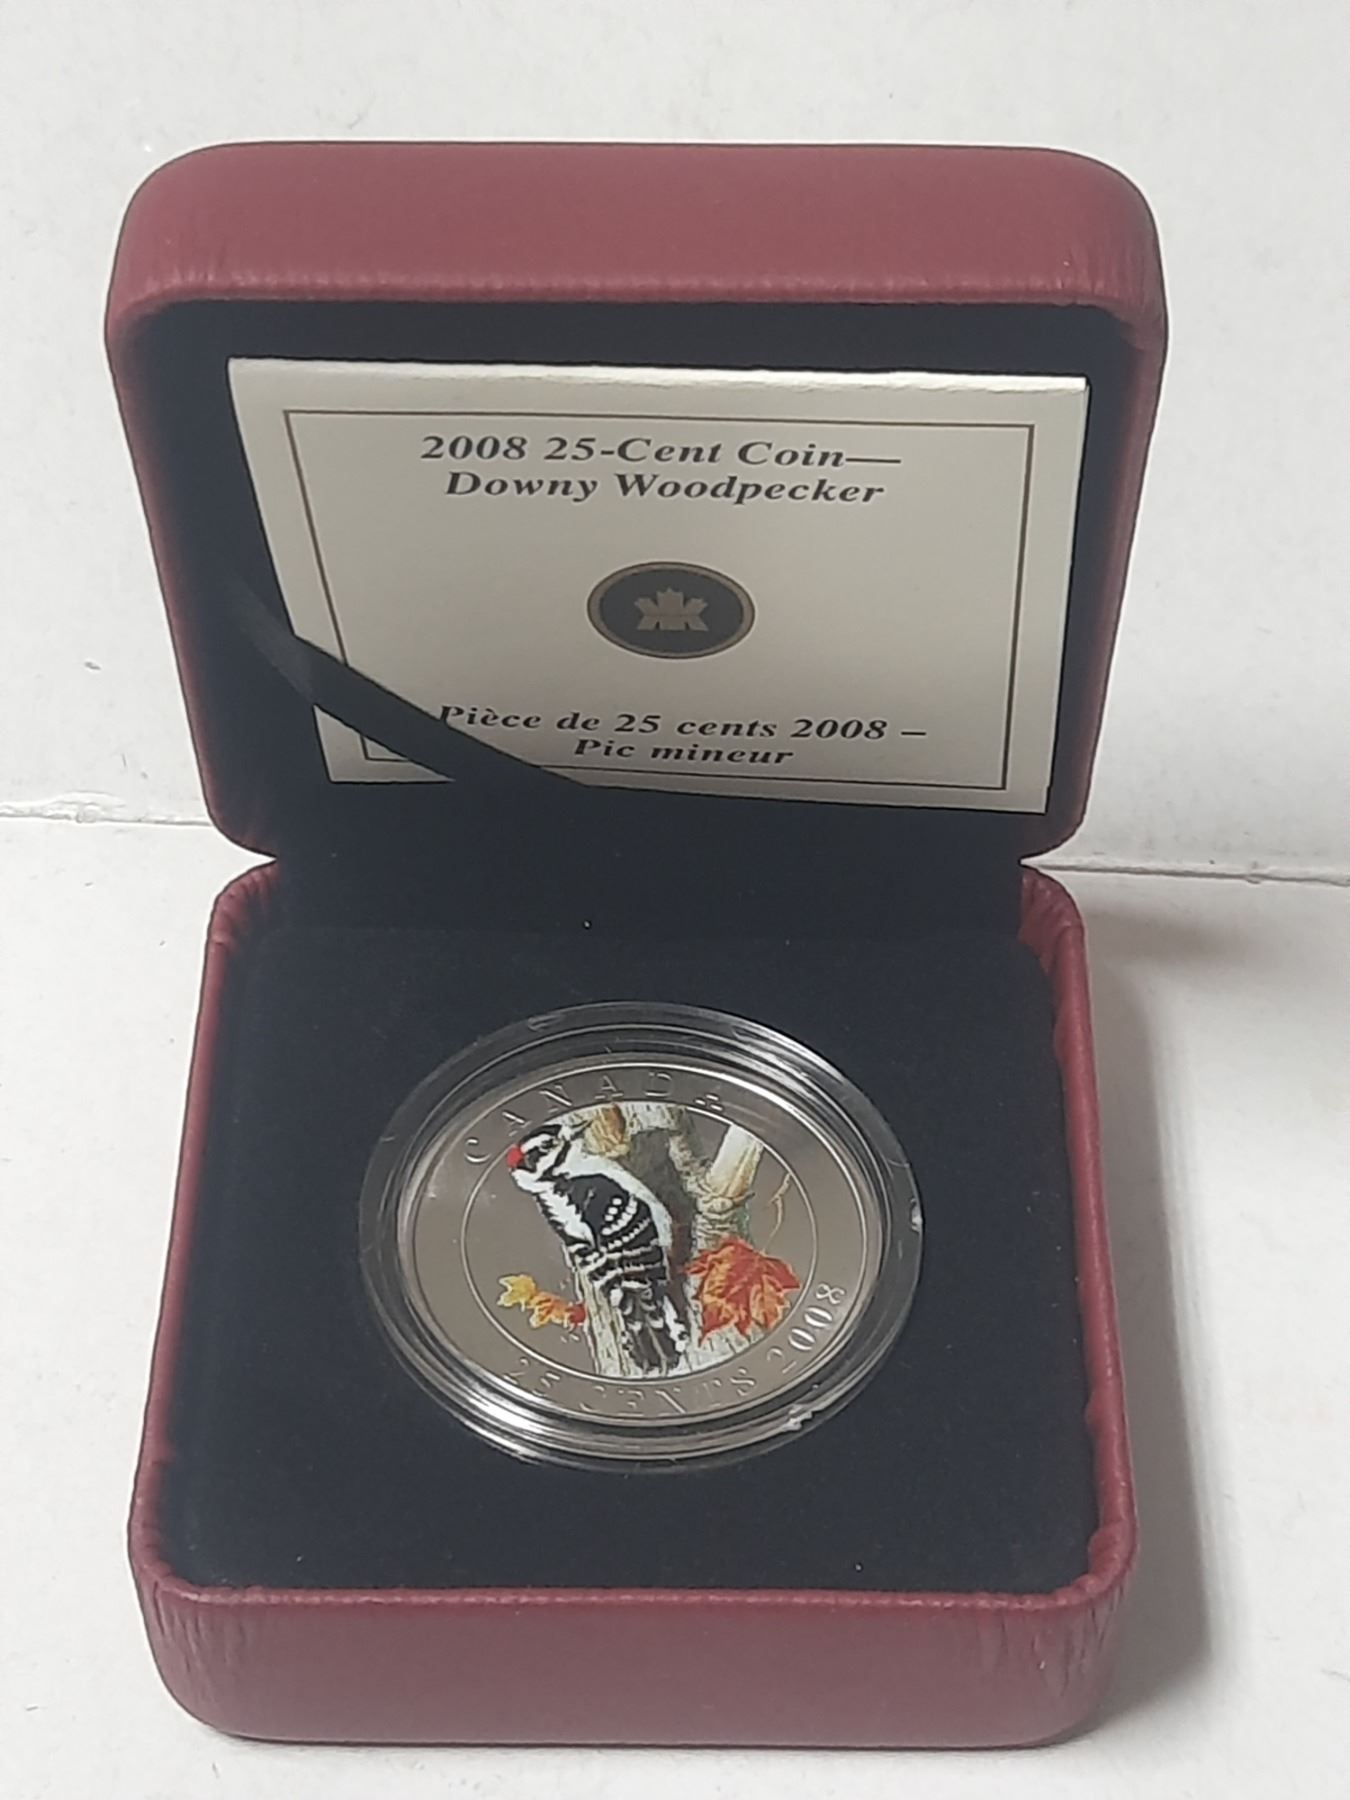 2008 25-Cent Coin—
Downy Woodpecker
Pièce de 25 cents 2008 –
Pic mineur
CANADA
25 CENTS 2008